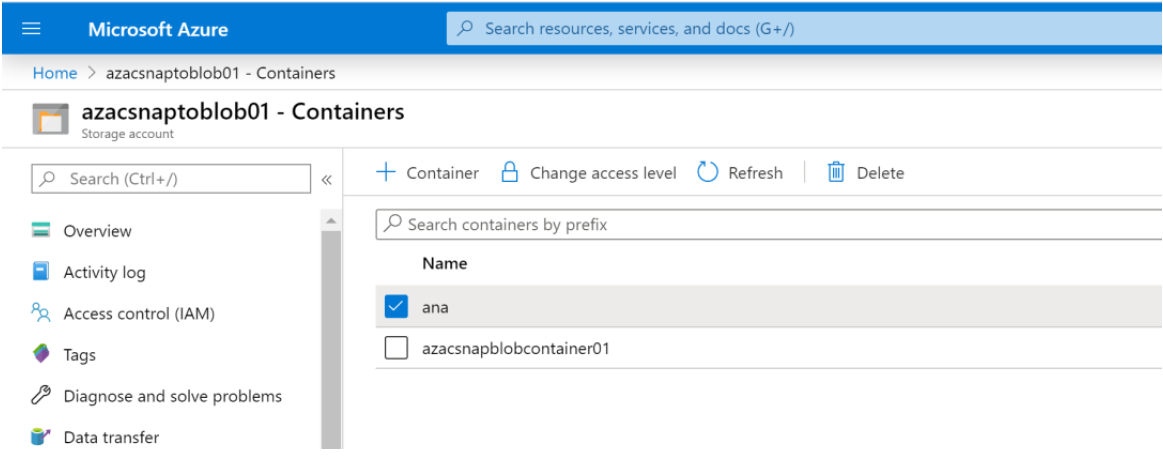 Microsoft Azure
Search resources, services, and docs (G+/)
Home > azacsnaptoblob01 - Containers
azacsnaptoblob01 - Containers
Storage account
Search (Ctrl+/)
«
+ Container
Change access level
Refresh
Delete
Search containers by prefix
Overview
Activity log
Access control (IAM)
Tags
Diagnose and solve problems
Data transfer
Name
ana
azacsnapblobcontainer01